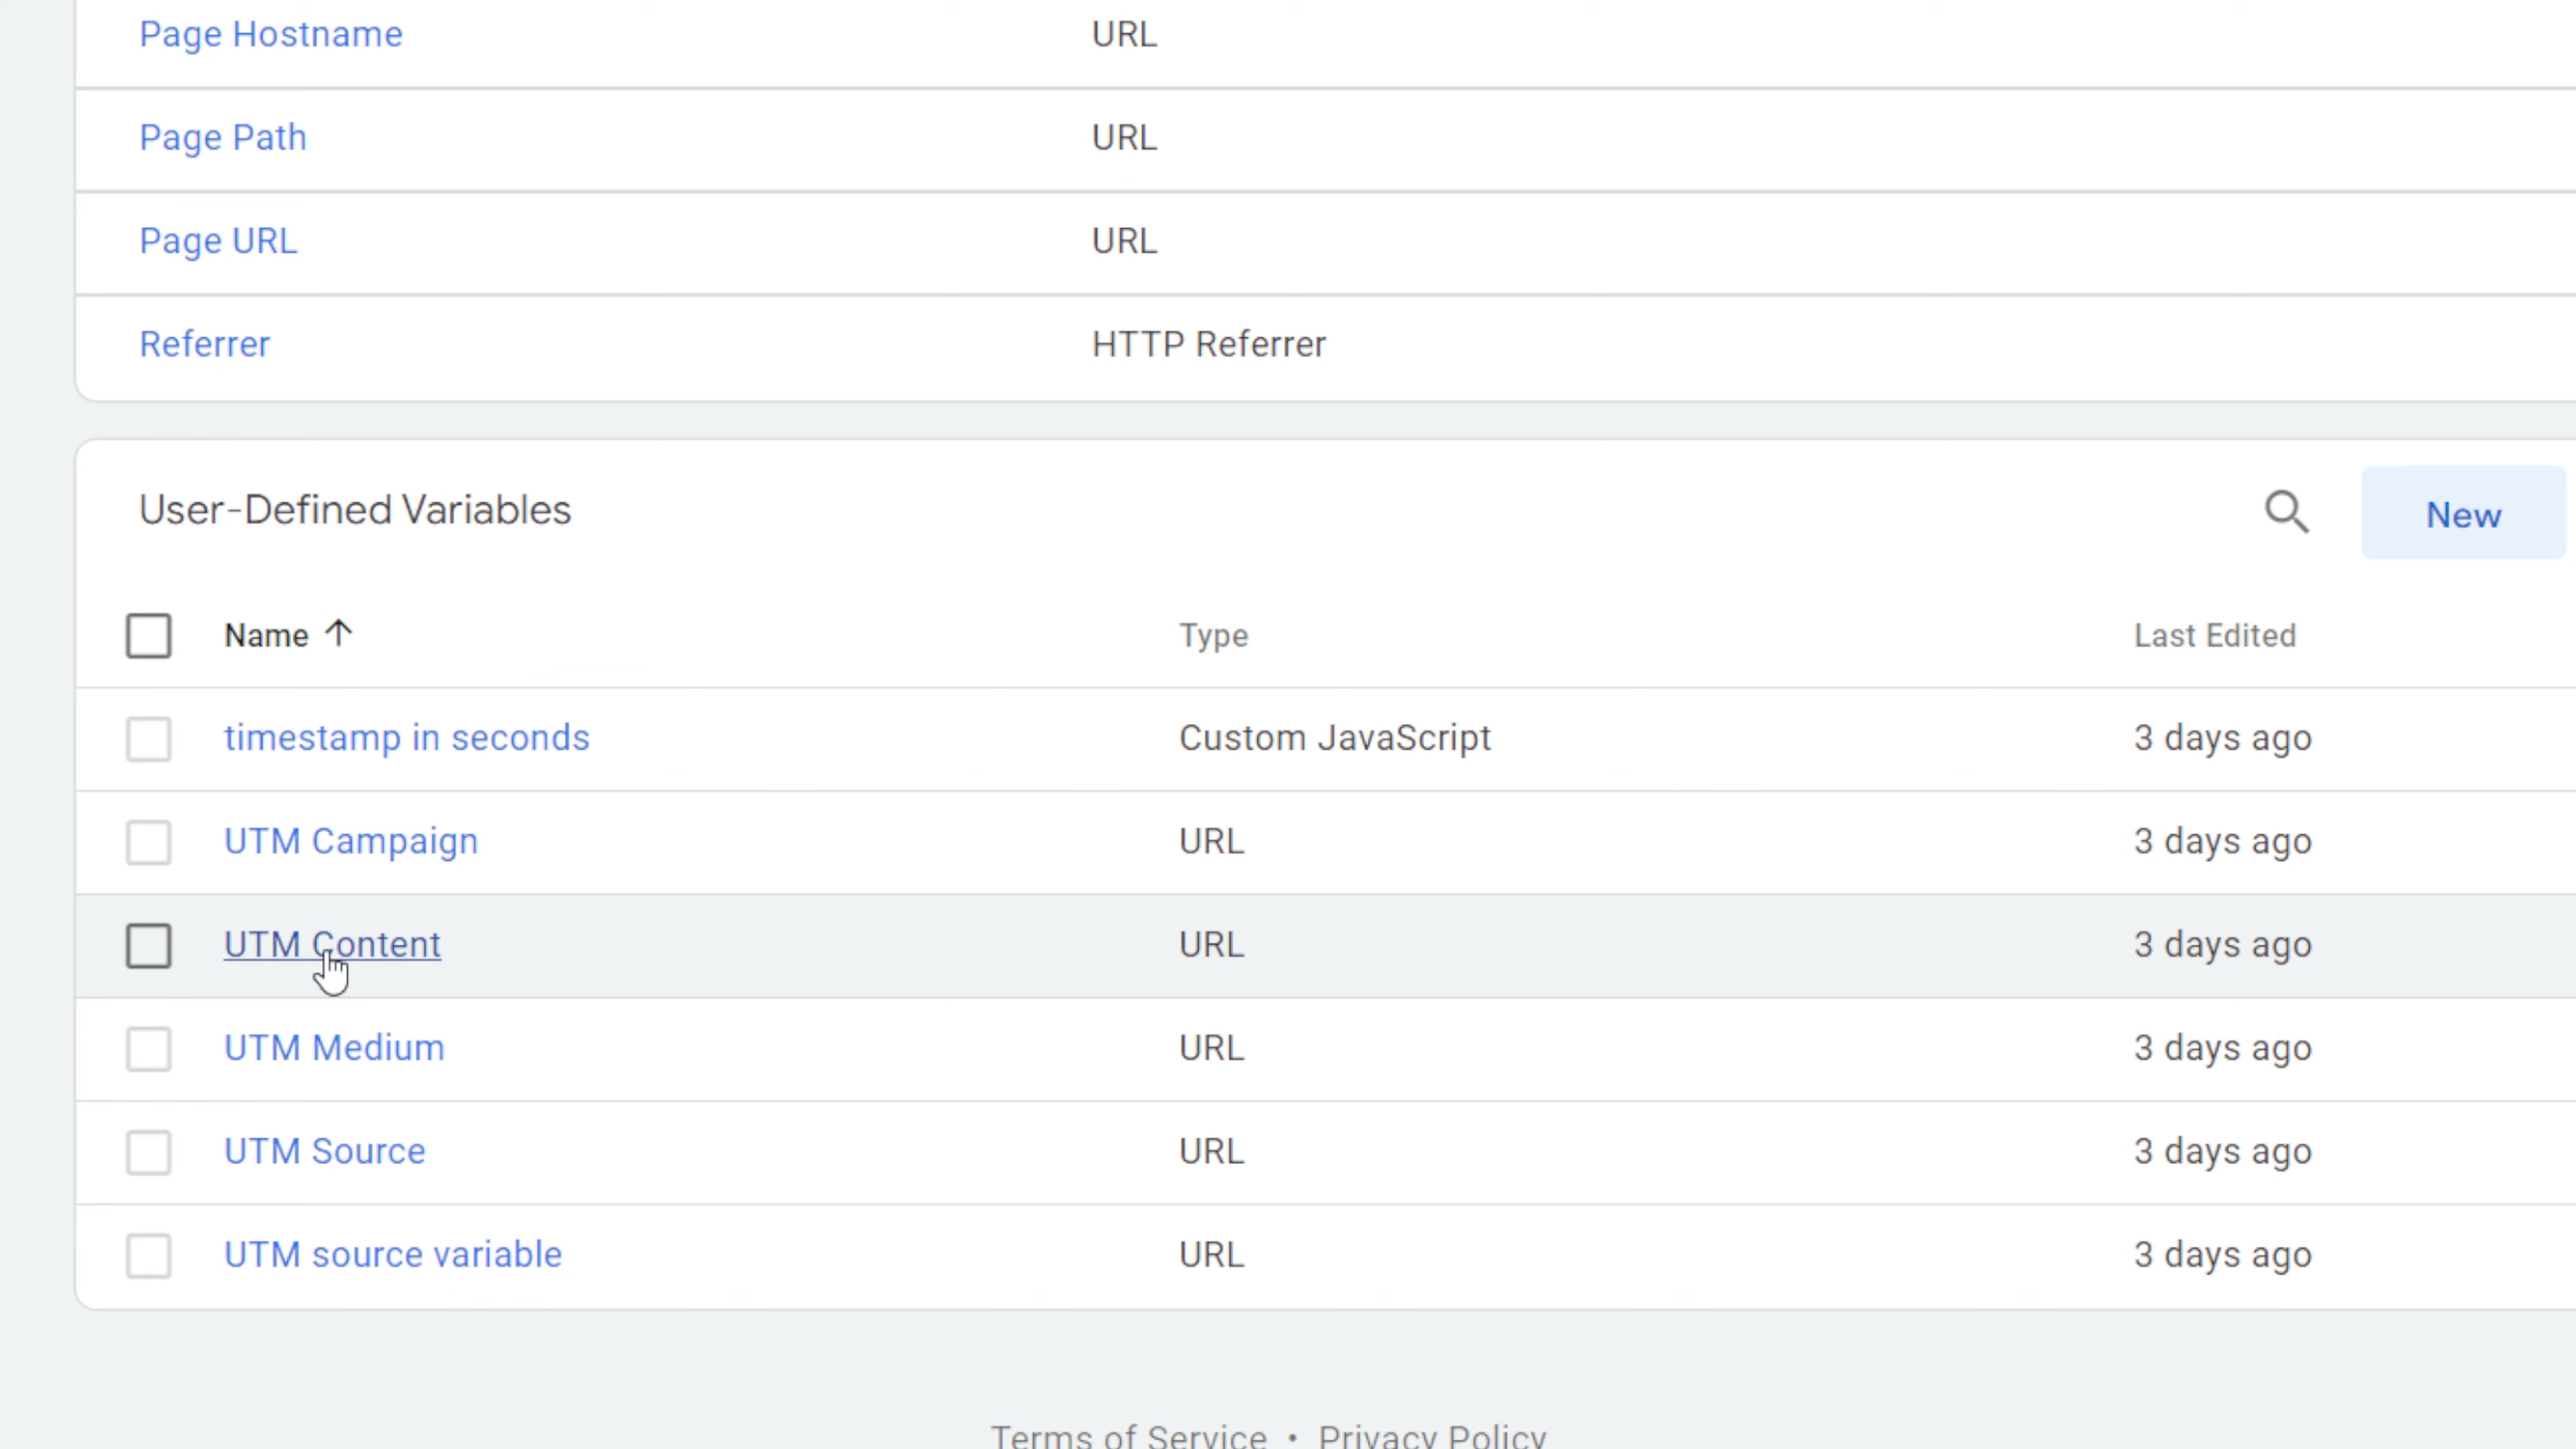 Page Hostname URL
Page Path URL
Page URL URL
Referrer HTTP Referrer
User-Defined Variables New
Name Type Last Edited
timestamp in seconds Custom JavaScript 3 days ago
UTM Campaign URL 3 days ago
UTM Content URL 3 days ago
UTM Medium URL 3 days ago
UTM Source URL 3 days ago
UTM source variable URL 3 days ago
Terms of Service • Privacy Policy